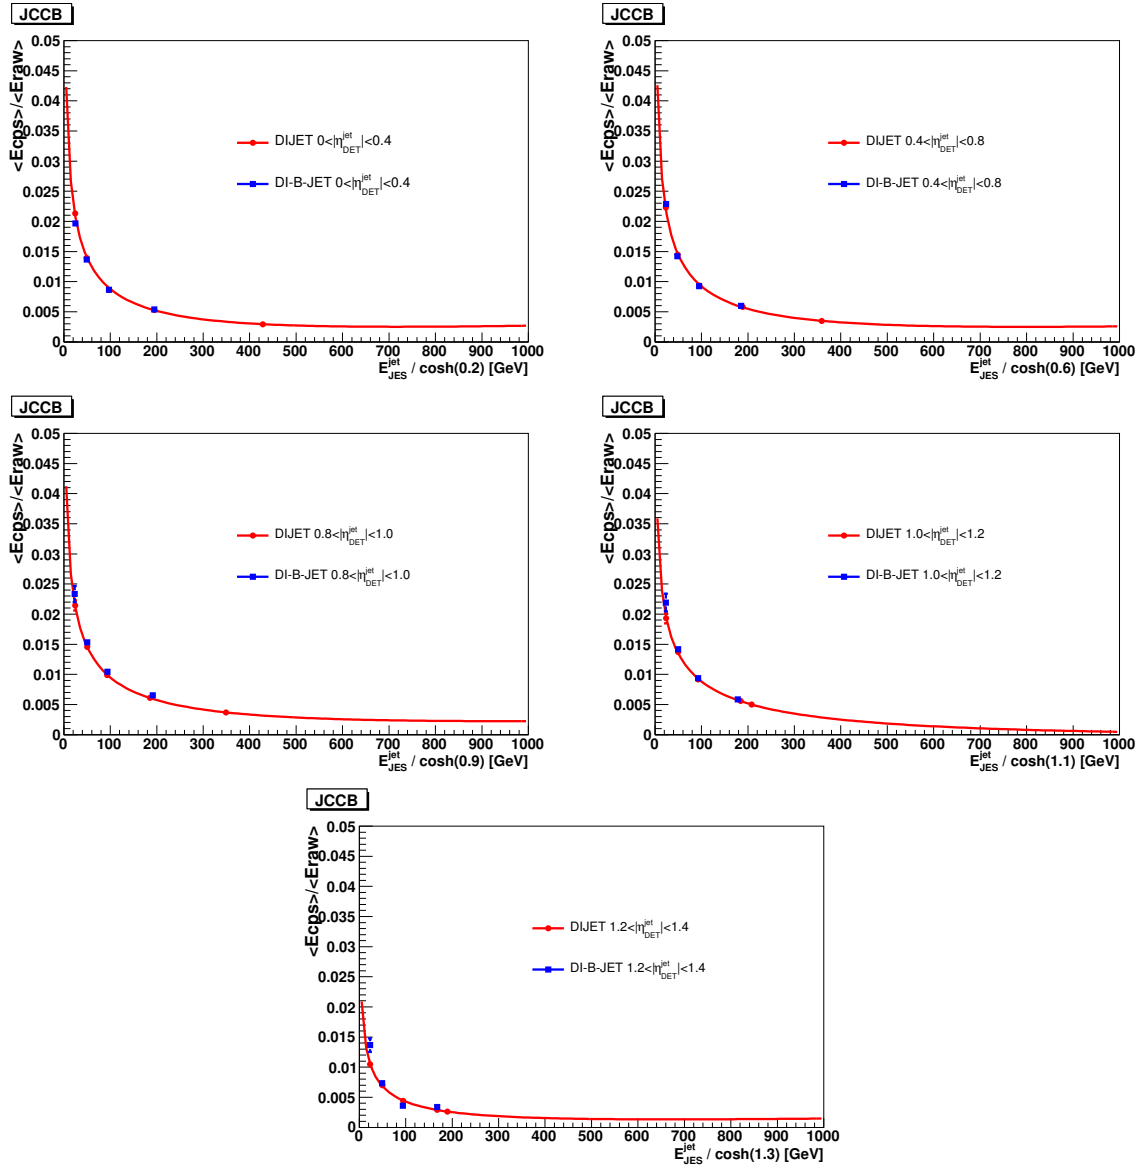 JCCB
<Ecps>/<Eraw>
0.05
0.045
0.04
0.035
0.03
0.025
0.02
0.015
0.01
0.005
0
DIJET 0<|η^jet_DET|<0.4
DI-B-JET 0<|η^jet_DET|<0.4
0 100 200 300 400 500 600 700 800 900 1000
E^jet_JES / cosh(0.2) [GeV]
JCCB
<Ecps>/<Eraw>
0.05
0.045
0.04
0.035
0.03
0.025
0.02
0.015
0.01
0.005
0
DIJET 0.4<|η^jet_DET|<0.8
DI-B-JET 0.4<|η^jet_DET|<0.8
0 100 200 300 400 500 600 700 800 900 1000
E^jet_JES / cosh(0.6) [GeV]
JCCB
<Ecps>/<Eraw>
0.05
0.045
0.04
0.035
0.03
0.025
0.02
0.015
0.01
0.005
0
DIJET 0.8<|η^jet_DET|<1.0
DI-B-JET 0.8<|η^jet_DET|<1.0
0 100 200 300 400 500 600 700 800 900 1000
E^jet_JES / cosh(0.9) [GeV]
JCCB
<Ecps>/<Eraw>
0.05
0.045
0.04
0.035
0.03
0.025
0.02
0.015
0.01
0.005
0
DIJET 1.0<|η^jet_DET|<1.2
DI-B-JET 1.0<|η^jet_DET|<1.2
0 100 200 300 400 500 600 700 800 900 1000
E^jet_JES / cosh(1.1) [GeV]
JCCB
<Ecps>/<Eraw>
0.05
0.045
0.04
0.035
0.03
0.025
0.02
0.015
0.01
0.005
0
DIJET 1.2<|η^jet_DET|<1.4
DI-B-JET 1.2<|η^jet_DET|<1.4
0 100 200 300 400 500 600 700 800 900 1000
E^jet_JES / cosh(1.3) [GeV]